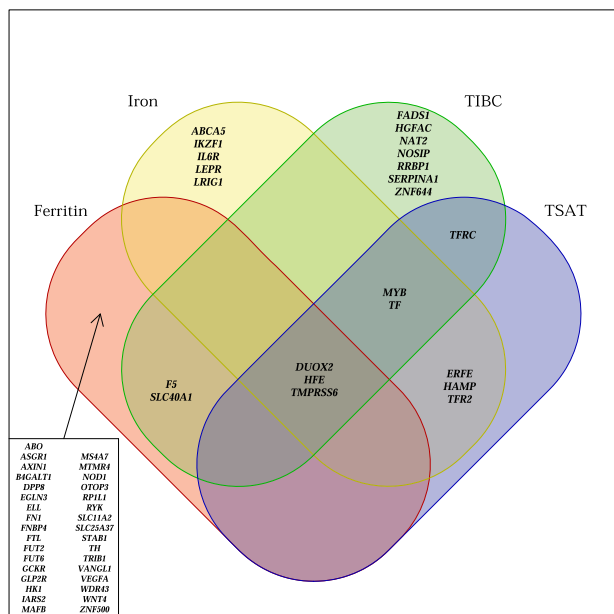 Iron
TIBC
Ferritin
TSAT
ABCA5
IKZF1
IL6R
LEPR
LRIG1
FADS1
HGFAC
NAT2
NOSIP
RRBP1
SERPINA1
ZNF644
TFRC
MYB
TF
DUOX2
HFE
TMPRSS6
F5
SLC40A1
ERFE
HAMP
TFR2
ABO
ASGR1 MS4A7
AXIN1 MTMR4
B4GALT1 NOD1
DPP8 OTOP3
EGLN3 RP1L1
ELL RYK
FN1 SLC11A2
FNBP4 SLC25A37
FTL STAB1
FUT2 TH
FUT6 TRIB1
GCKR VANGL1
GLP2R VEGFA
HK1 WDR43
IARS2 WNT4
MAFB ZNF500